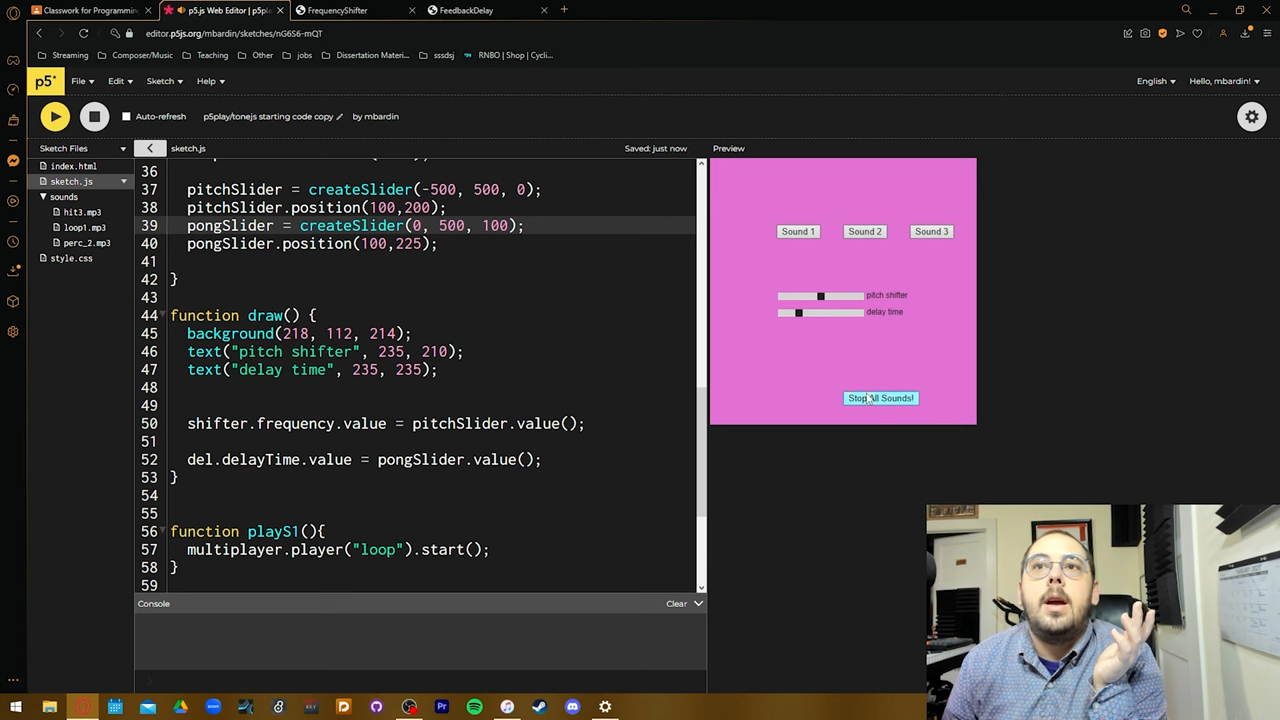 Classwork for Programmin
p5.js Web Editor | p5pla
FrequencyShifter
FeedbackDelay
editor.p5js.org/mbardin/sketches/nG6S6-mQT
Streaming
Composer/Music
Teaching
Other
jobs
Dissertation Materi...
sssdsj
RNBO | Shop | Cycli...
p5*
File
Edit
Sketch
Help
English
Hello, mbardin!
Auto-refresh
p5play/tonejs starting code copy
by mbardin
Sketch Files
sketch.js
Saved: just now
Preview
index.html
sketch.js
sounds
hit3.mp3
loop1.mp3
perc_2.mp3
style.css
36
37 pitchSlider = createSlider(-500, 500, 0);
38 pitchSlider.position(100,200);
39 pongSlider = createSlider(0, 500, 100);
40 pongSlider.position(100,225);
41
42 }
43
44 function draw() {
45 background(218, 112, 214);
46 text("pitch shifter", 235, 210);
47 text("delay time", 235, 235);
48
49
50 shifter.frequency.value = pitchSlider.value();
51
52 del.delayTime.value = pongSlider.value();
53 }
54
55
56 function playS1(){
57 multiplayer.player("loop").start();
58 }
59
Sound 1
Sound 2
Sound 3
pitch shifter
delay time
Stop All Sounds!
Console
Clear